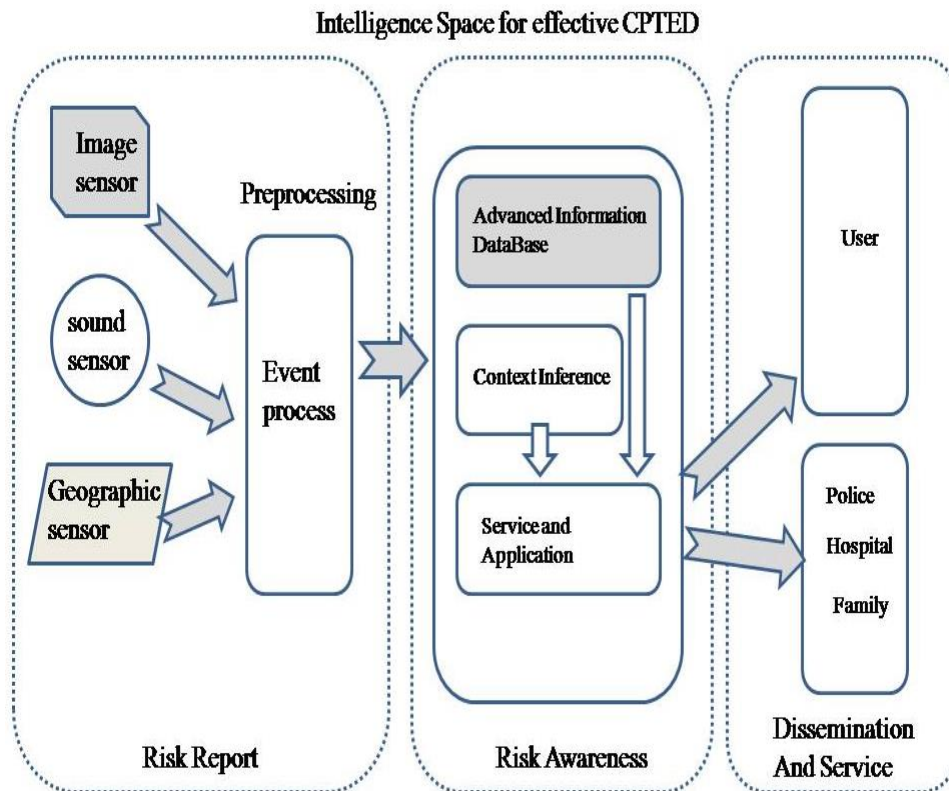 Intelligence Space for effective CPTED
Image
sensor
sound
sensor
Geographic
sensor
Preprocessing
Event
process
Risk Report
Advanced Information
DataBase
Context Inference
Service and
Application
Risk Awareness
User
Police
Hospital
Family
Dissemination
And Service